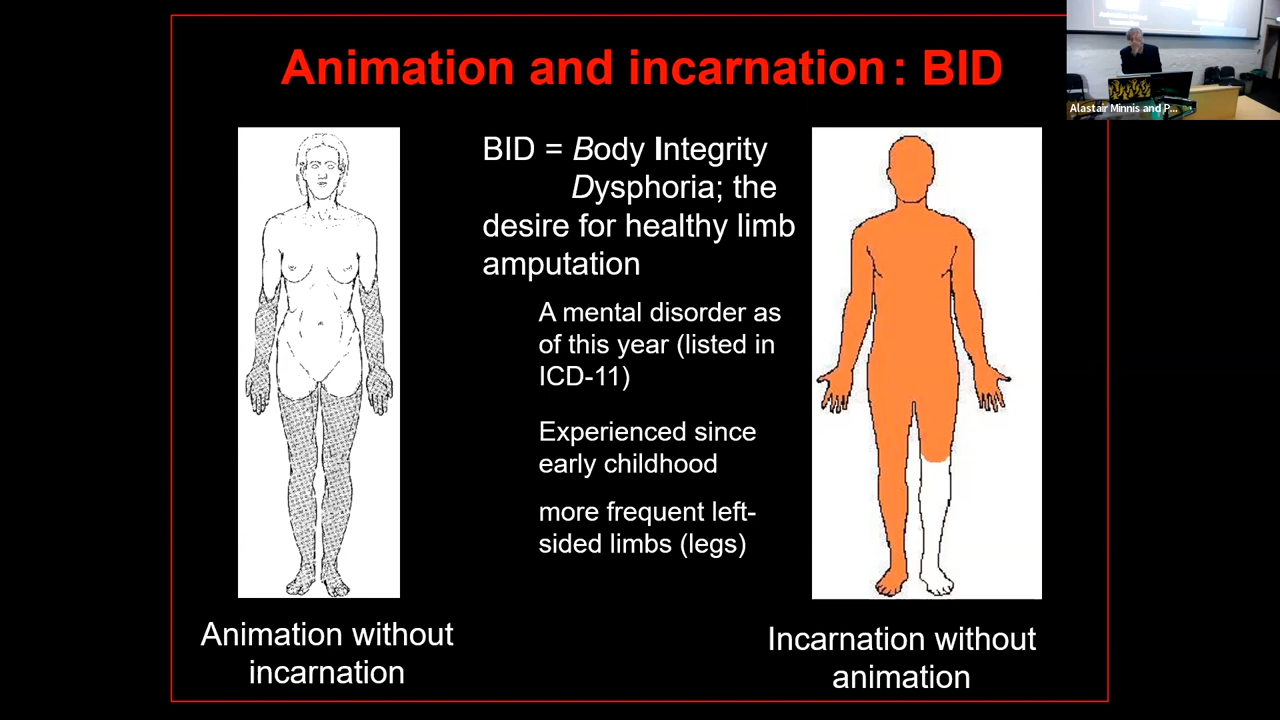 Animation and incarnation : BID
BID = Body Integrity
Dysphoria; the
desire for healthy limb
amputation
A mental disorder as
of this year (listed in
ICD-11)
Experienced since
early childhood
more frequent left-
sided limbs (legs)
Animation without
incarnation
Incarnation without
animation
Alastair Minnis and P...